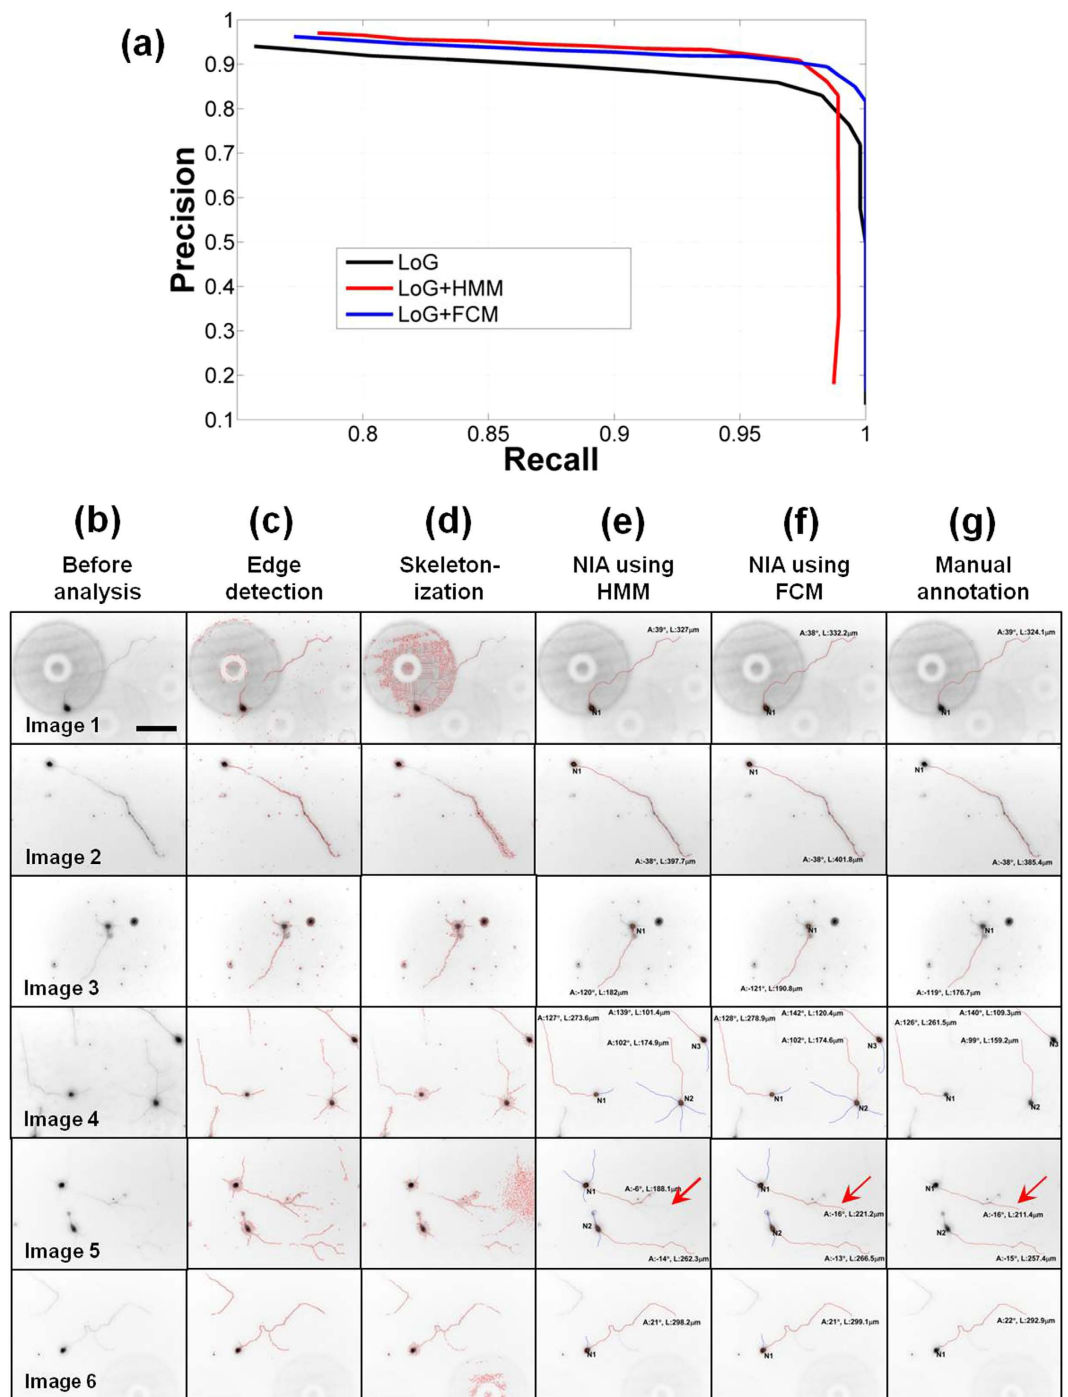 (a)
1
0.9
0.8
0.7
0.6
0.5
0.4
0.3
0.2
0.1
Precision
LoG
LoG+HMM
LoG+FCM
0.8 0.85 0.9 0.95 1
Recall
(b) (c) (d) (e) (f) (g)
Before Edge Skeleton- NIA using NIA using Manual
analysis detection ization HMM FCM annotation
A:39°, L:327µm A:38°, L:332.2µm A:39°, L:324.1µm
N1 N1 N1
Image 1
N1 N1 N1
Image 2
A:-38°, L:397.7µm A:-38°, L:401.8µm A:-38°, L:385.4µm
N1 N1 N1
Image 3
A:-120°, L:182µm A:-121°, L:190.8µm A:-119°, L:176.7µm
A:139°, L:101.4µm A:142°, L:120.4µm A:140°, L:109.3µm
A:127°, L:273.6µm A:128°, L:278.9µm A:126°, L:261.5µm
A:102°, L:174.9µm A:102°, L:174.6µm A:99°, L:159.2µm
N3 N3 N3
N1 N1 N1
N2 N2 N2
Image 4
N1 A:-6°, L:188.1µm N1 N1
A:-16°, L:221.2µm A:-16°, L:211.4µm
N2 N2 N2
Image 5
A:-14°, L:262.3µm A:-13°, L:266.5µm A:-15°, L:257.4µm
A:21°, L:298.2µm A:21°, L:299.1µm A:22°, L:292.9µm
N1 N1 N1
Image 6